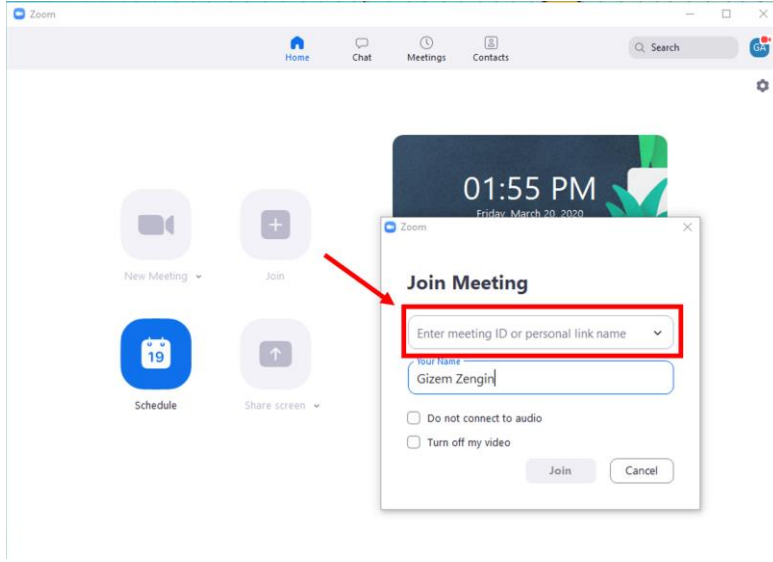 Zoom
Home
Chat
Meetings
Contacts
Search
GA
01:55 PM
Friday, March 20, 2020
New Meeting
Join
19
Schedule
Share screen
Zoom
Join Meeting
Enter meeting ID or personal link name
Your Name
Gizem Zengin
Do not connect to audio
Turn off my video
Join
Cancel